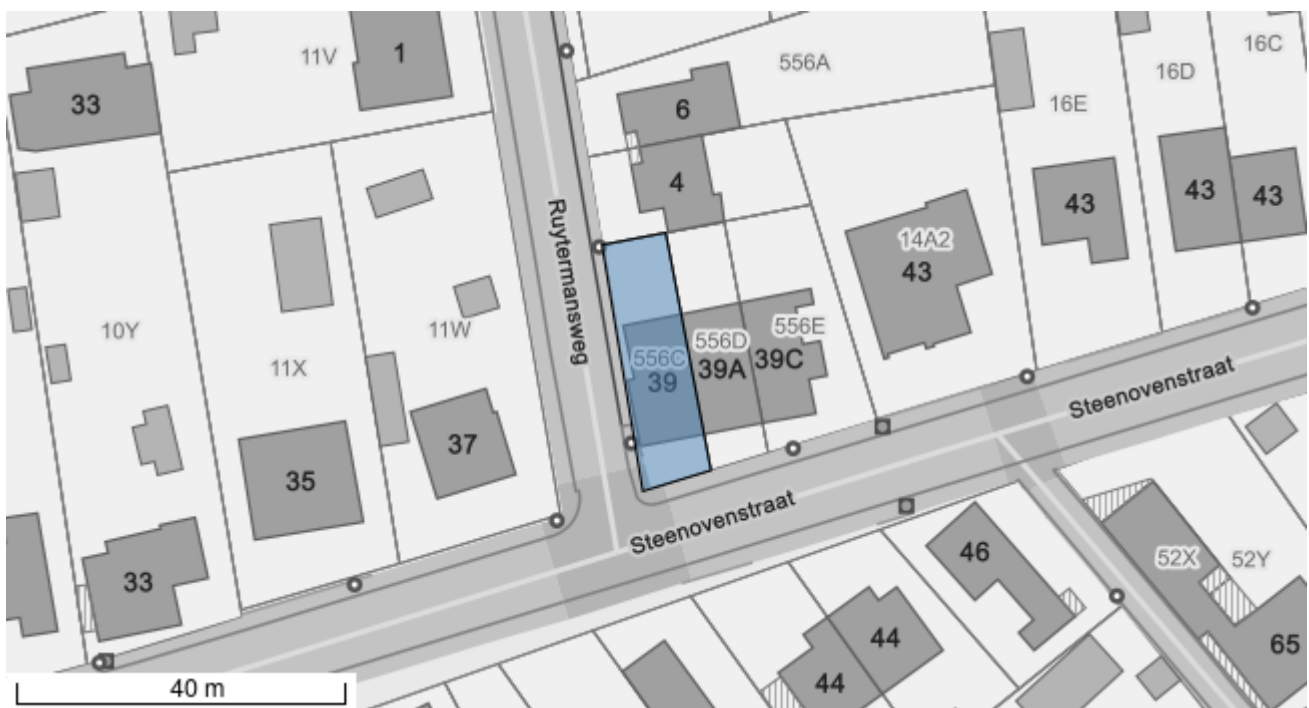 16C
11V
1
556A
16D
33
6
16E
4
43
43
43
Ruytermansweg
14A2
43
10Y
11X
11W
556C
39
556D
39A
556E
39C
Steenovenstraat
37
35
Steenovenstraat
33
46
52X
52Y
44
44
65
40 m